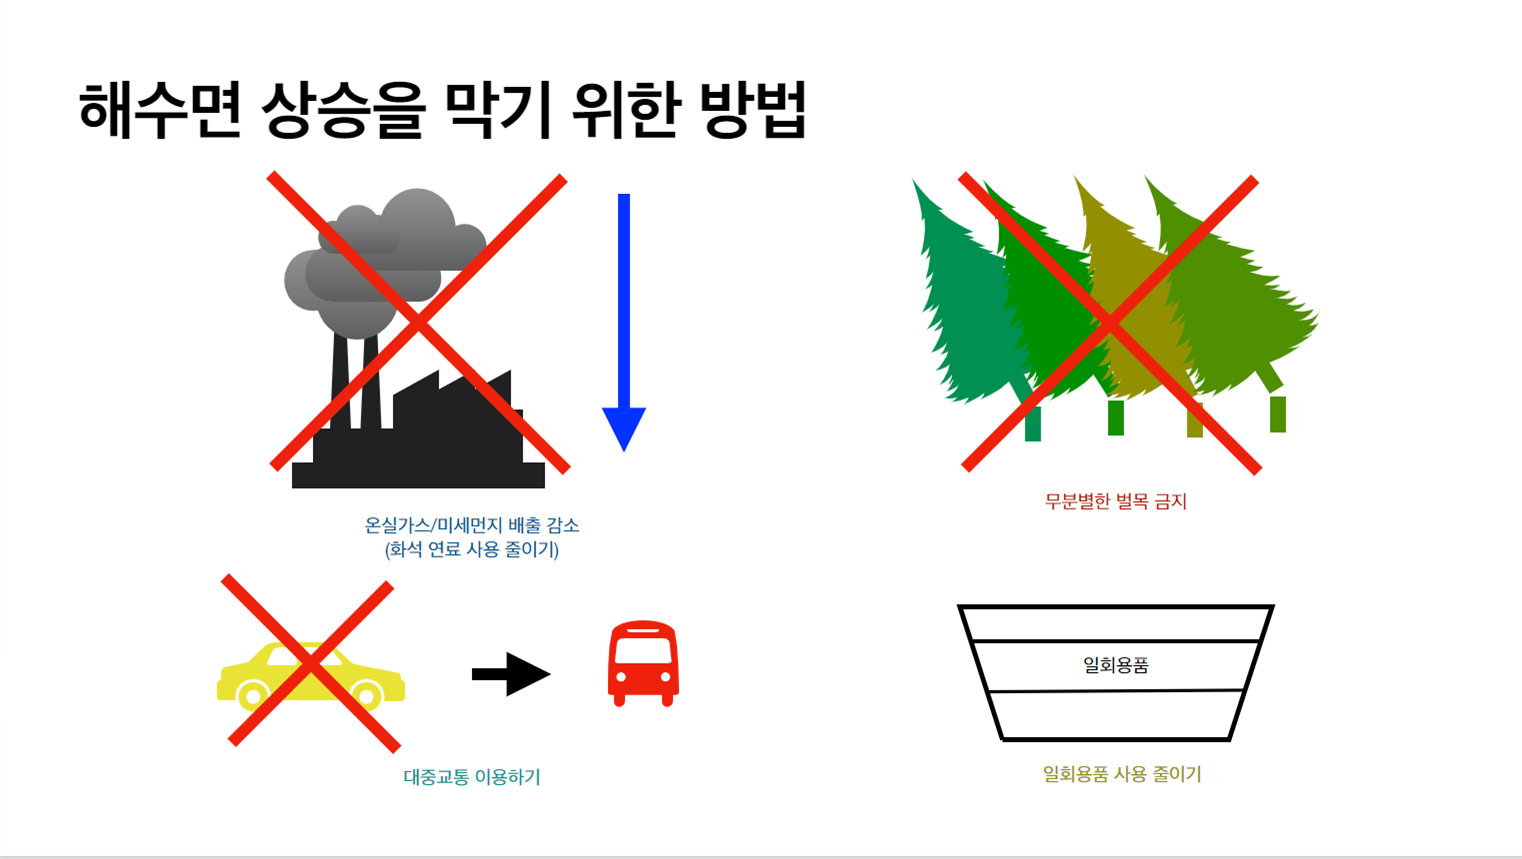 해수면 상승을 막기 위한 방법
온실가스/미세먼지 배출 감소
(화석 연료 사용 줄이기)
무분별한 벌목 금지
대중교통 이용하기
일회용품
일회용품 사용 줄이기